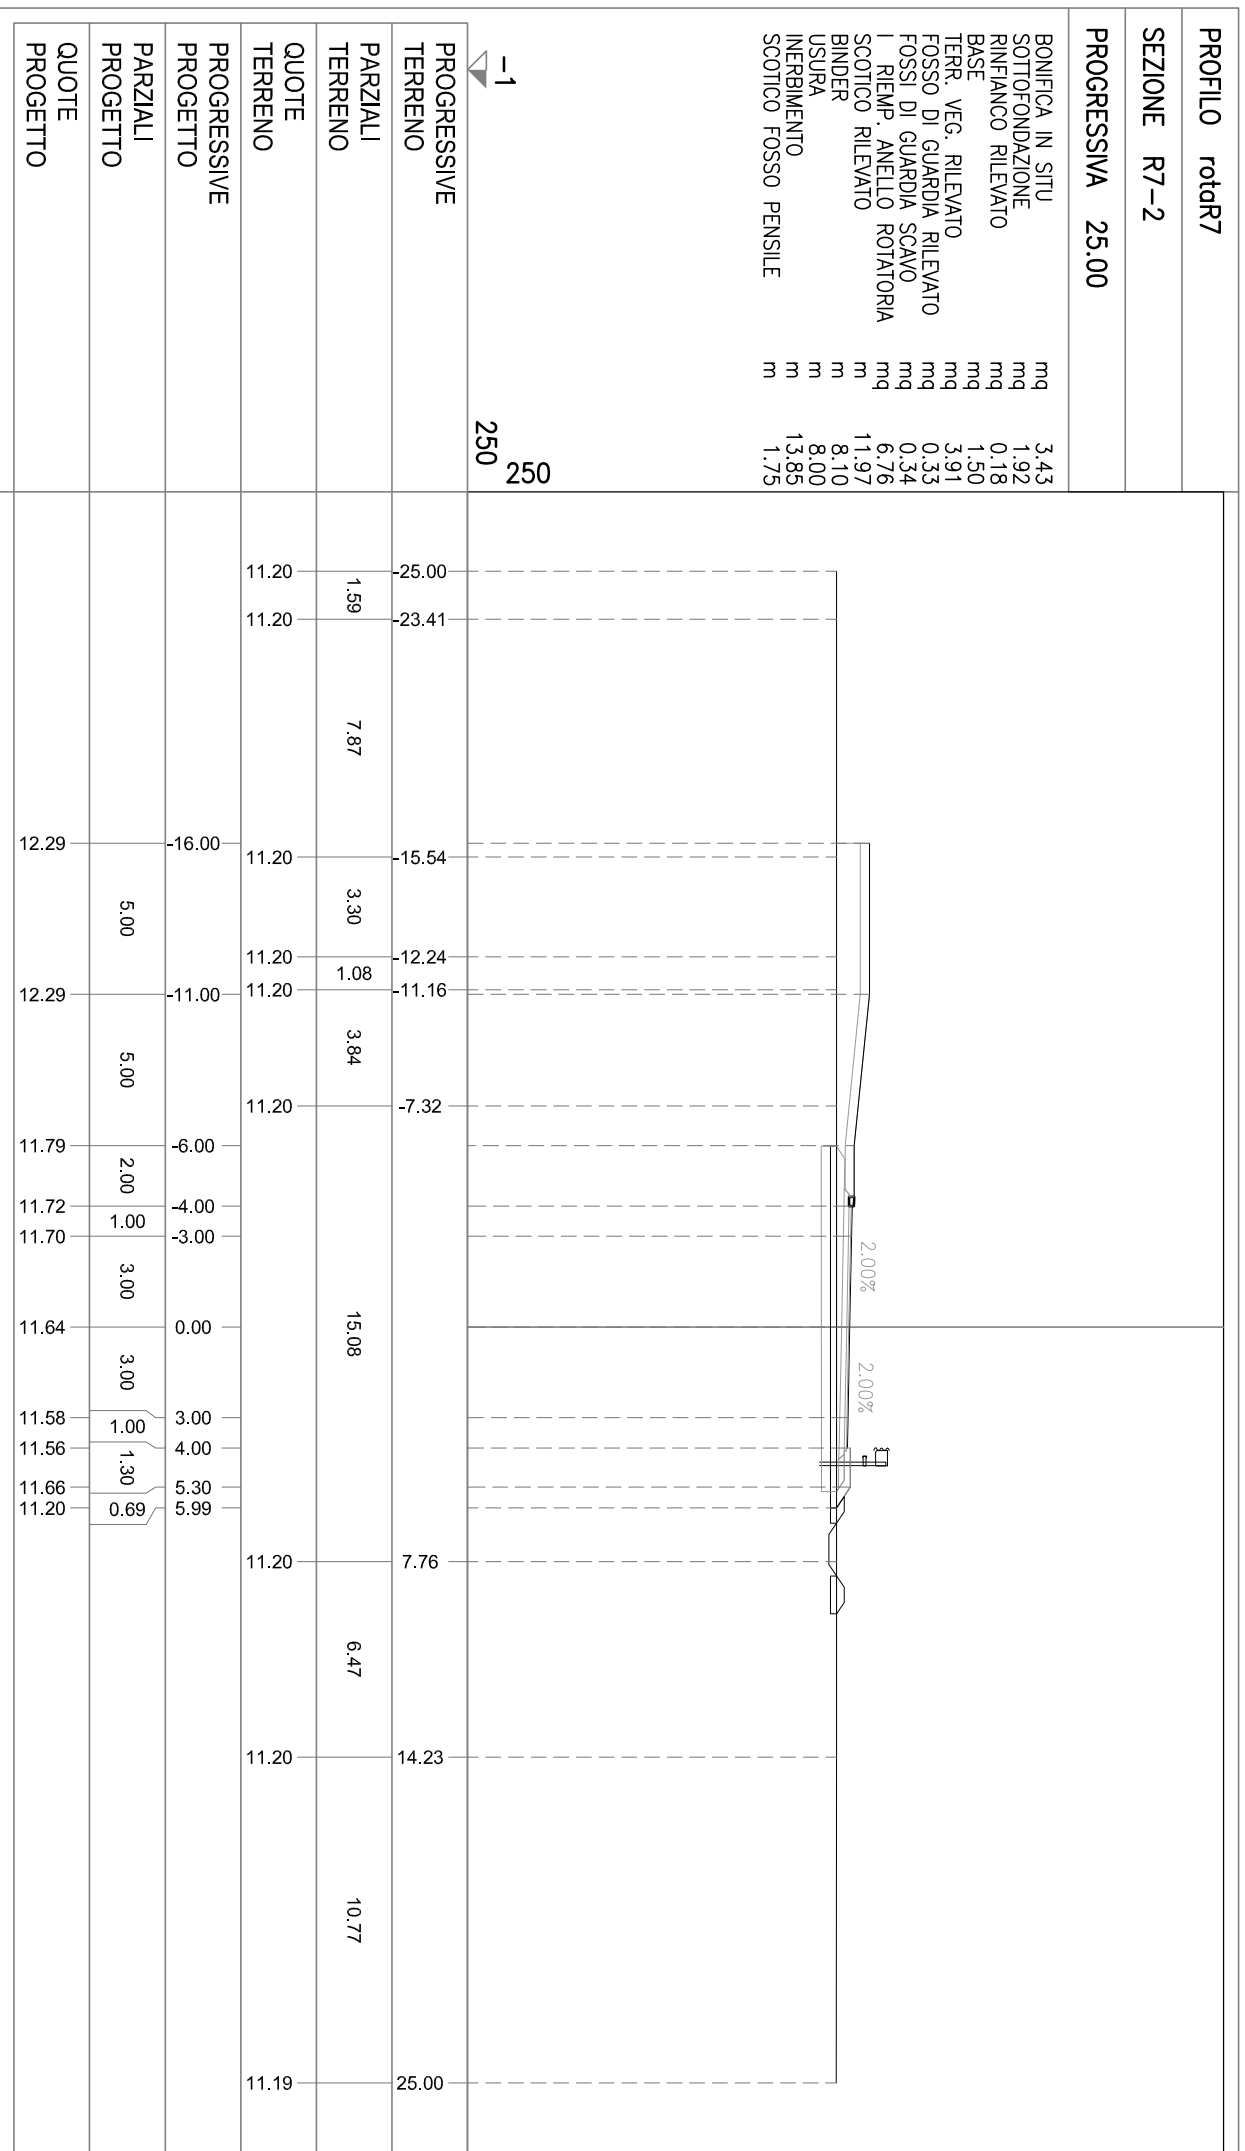 PROFILO rotaR7
SEZIONE R7-2
PROGRESSIVA 25.00
BONIFICA IN SITU mq 3.43
SOTTOFONDAZIONE mq 1.92
RINFIANCO RILEVATO mq 0.18
BASE mq 1.50
TERR. VEG. RILEVATO mq 3.91
FOSSO DI GUARDIA RILEVATO mq 0.33
FOSSI DI GUARDIA SCAVO mq 0.34
I RIEMP. ANELLO ROTATORIA mq 6.76
SCOTICO RILEVATO m 11.97
BINDER m 8.10
USURA m 8.00
INERBIMENTO m 13.85
SCOTICO FOSSO PENSILE m 1.75
2.00% 2.00%
-1
250
250
PROGRESSIVE
TERRENO
-25.00 -23.41 -15.54 -12.24 -11.16 -7.32 7.76 14.23 25.00
PARZIALI
TERRENO
1.59 7.87 3.30 1.08 3.84 15.08 6.47 10.77
QUOTE
TERRENO
11.20 11.20 11.20 11.20 11.20 11.20 11.20 11.20 11.19
PROGRESSIVE
PROGETTO
-16.00 -11.00 -6.00 -4.00 -3.00 0.00 3.00 4.00 5.30 5.99
PARZIALI
PROGETTO
5.00 5.00 2.00 1.00 3.00 3.00 1.00 1.30 0.69
QUOTE
PROGETTO
12.29 12.29 11.79 11.72 11.70 11.64 11.58 11.56 11.66 11.20